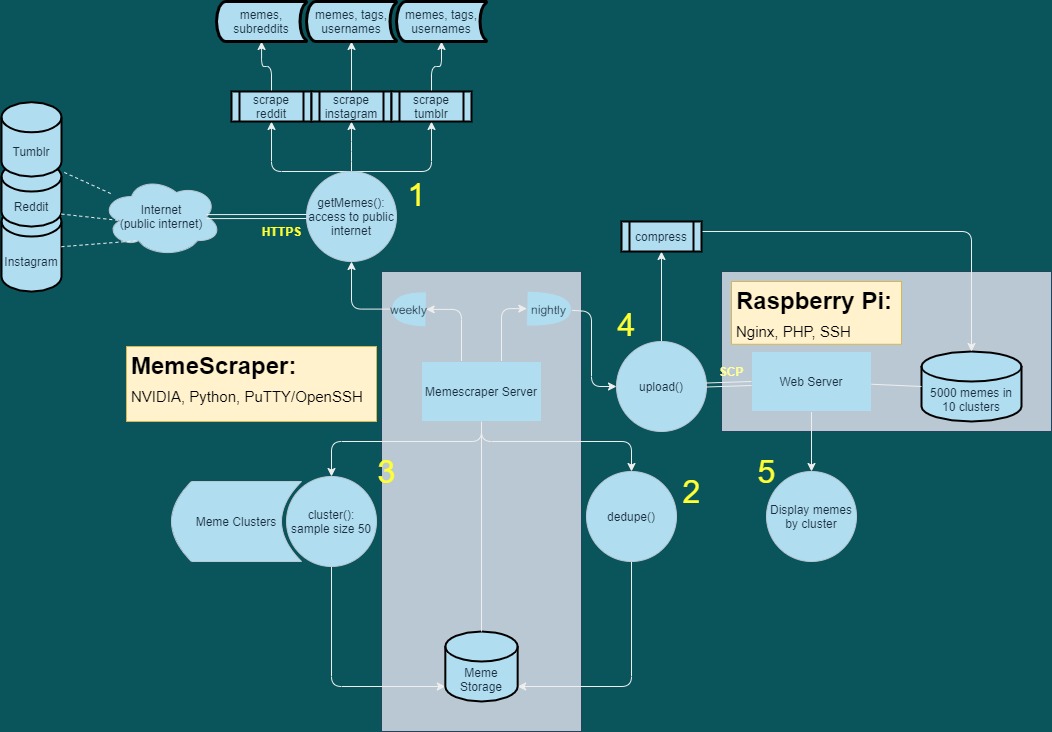 memes,
subreddits
memes, tags,
usernames
memes, tags,
usernames
scrape
reddit
scrape
instagram
scrape
tumblr
Tumblr
Reddit
Instagram
Internet
(public internet)
HTTPS
getMemes():
access to public
internet
1
weekly
nightly
compress
4
Raspberry Pi:
Nginx, PHP, SSH
MemeScraper:
NVIDIA, Python, PuTTY/OpenSSH
Memescraper Server
upload()
SCP
Web Server
5000 memes in
10 clusters
3
Meme Clusters
cluster():
sample size 50
2
dedupe()
5
Display memes
by cluster
Meme
Storage